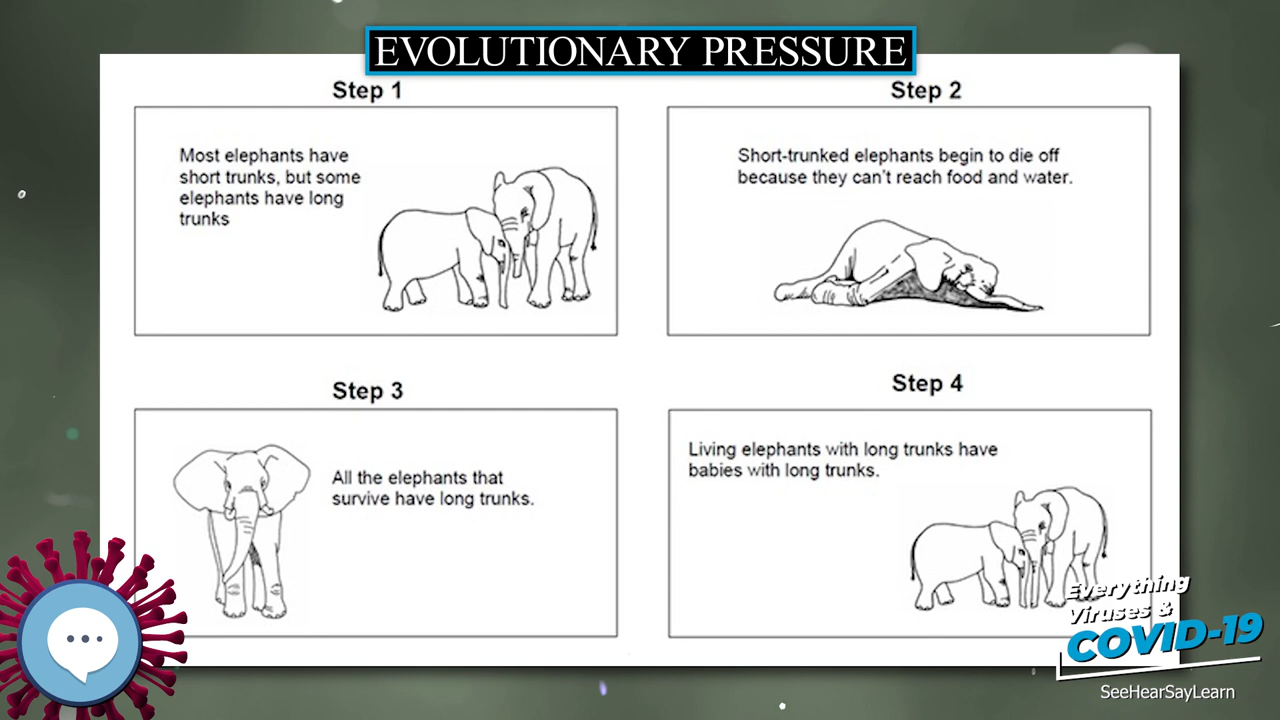 EVOLUTIONARY PRESSURE
Step 1
Most elephants have
short trunks, but some
elephants have long
trunks
Step 2
Short-trunked elephants begin to die off
because they can't reach food and water.
Step 3
All the elephants that
survive have long trunks.
Step 4
Living elephants with long trunks have
babies with long trunks.
Everything
Viruses &
COVID-19
SeeHearSayLearn